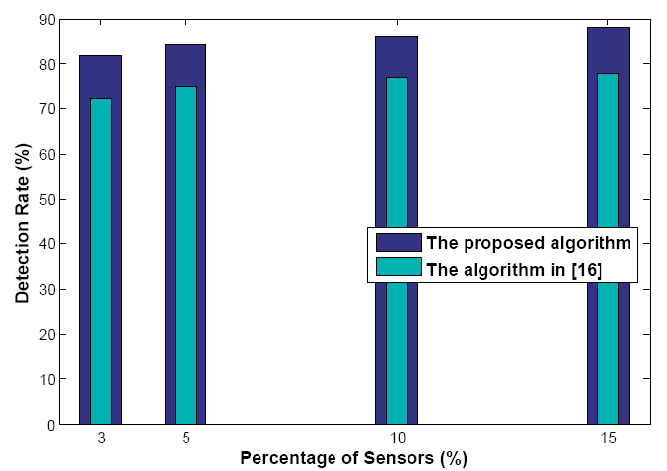 90
80
70
60
50
40
30
20
10
0
Detection Rate (%)
The proposed algorithm
The algorithm in [16]
3 5 10 15
Percentage of Sensors (%)